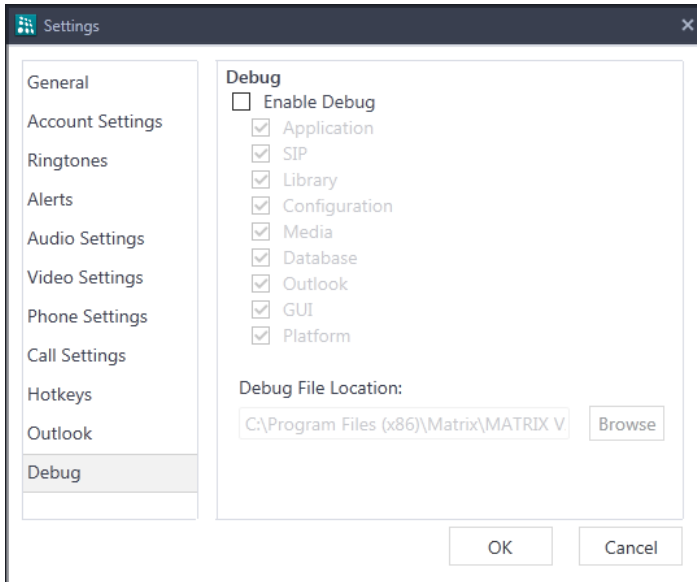 Settings
General
Account Settings
Ringtones
Alerts
Audio Settings
Video Settings
Phone Settings
Call Settings
Hotkeys
Outlook
Debug
Debug
Enable Debug
Application
SIP
Library
Configuration
Media
Database
Outlook
GUI
Platform
Debug File Location:
C:\Program Files (x86)\Matrix\MATRIX V
Browse
OK
Cancel